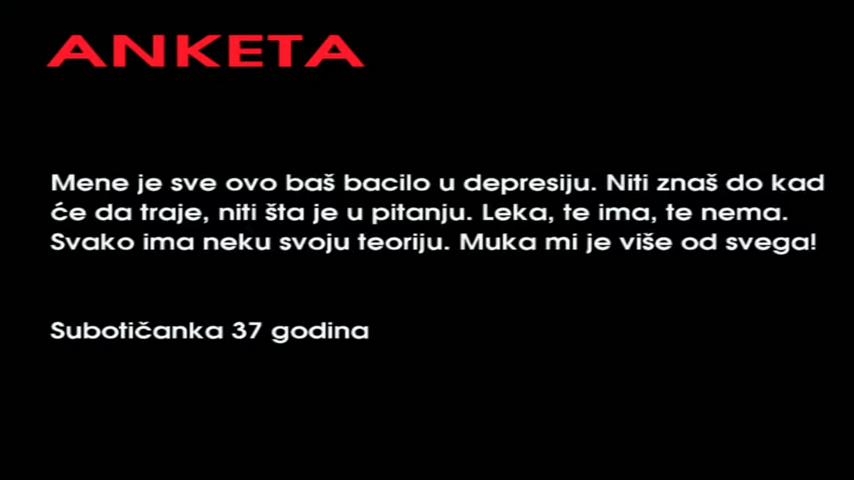 ANKETA
Mene je sve ovo baš bacilo u depresiju. Niti znaš do kad
će da traje, niti šta je u pitanju. Leka, te ima, te nema.
Svako ima neku svoju teoriju. Muka mi je više od svega!
Subotičanka 37 godina